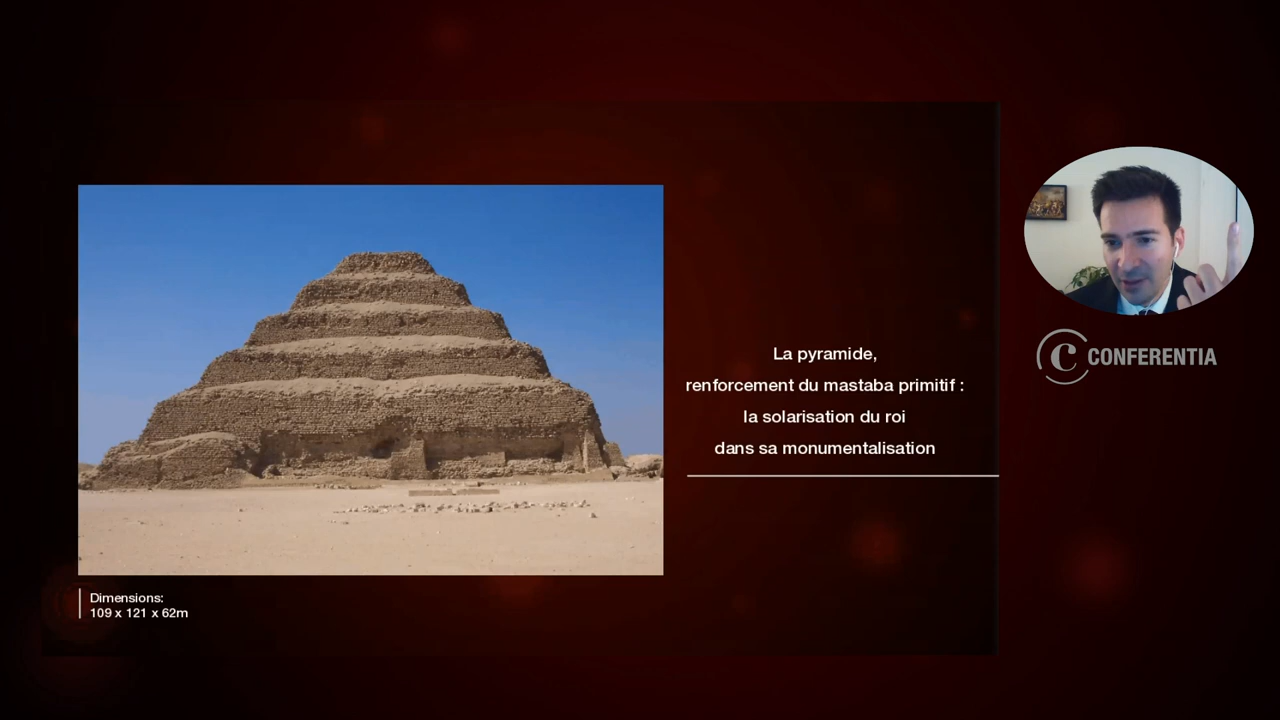 La pyramide,
renforcement du mastaba primitif :
la solarisation du roi
dans sa monumentalisation
Dimensions:
109 x 121 x 62m
C CONFERENTIA